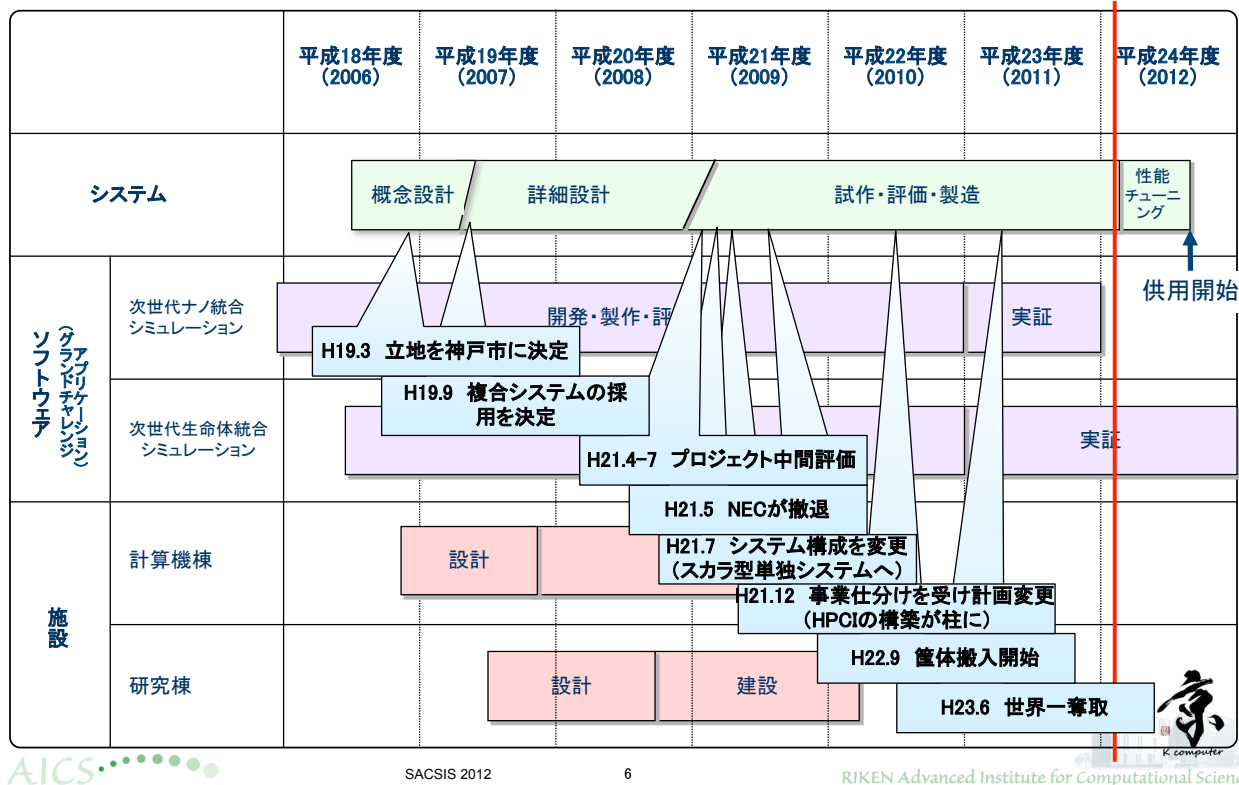 平成18年度
(2006)
平成19年度
(2007)
平成20年度
(2008)
平成21年度
(2009)
平成22年度
(2010)
平成23年度
(2011)
平成24年度
(2012)
システム
概念設計
詳細設計
試作・評価・製造
性能
チューニ
ング
供用開始
ソフトウェア
(グランドチャレンジ
アプリケーション)
次世代ナノ統合
シミュレーション
開発・製作・評
実証
次世代生命体統合
シミュレーション
実証
H19.3 立地を神戸市に決定
H19.9 複合システムの採
用を決定
H21.4-7 プロジェクト中間評価
H21.5 NECが撤退
H21.7 システム構成を変更
(スカラ型単独システムへ)
H21.12 事業仕分けを受け計画変更
(HPCIの構築が柱に)
H22.9 筐体搬入開始
H23.6 世界一奪取
施設
計算機棟
設計
研究棟
設計
建設
京
K computer
AICS
SACSIS 2012
6
RIKEN Advanced Institute for Computational Scienc